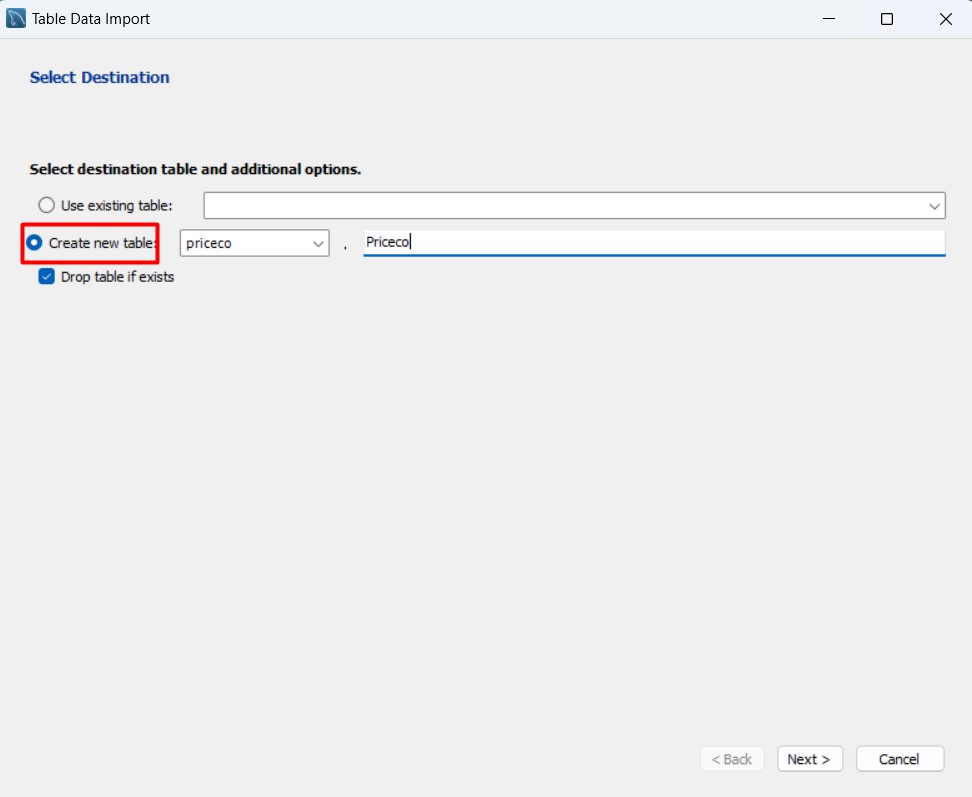 Table Data Import
Select Destination
Select destination table and additional options.
Use existing table:
Create new table: priceco . Priceco
Drop table if exists
< Back Next > Cancel